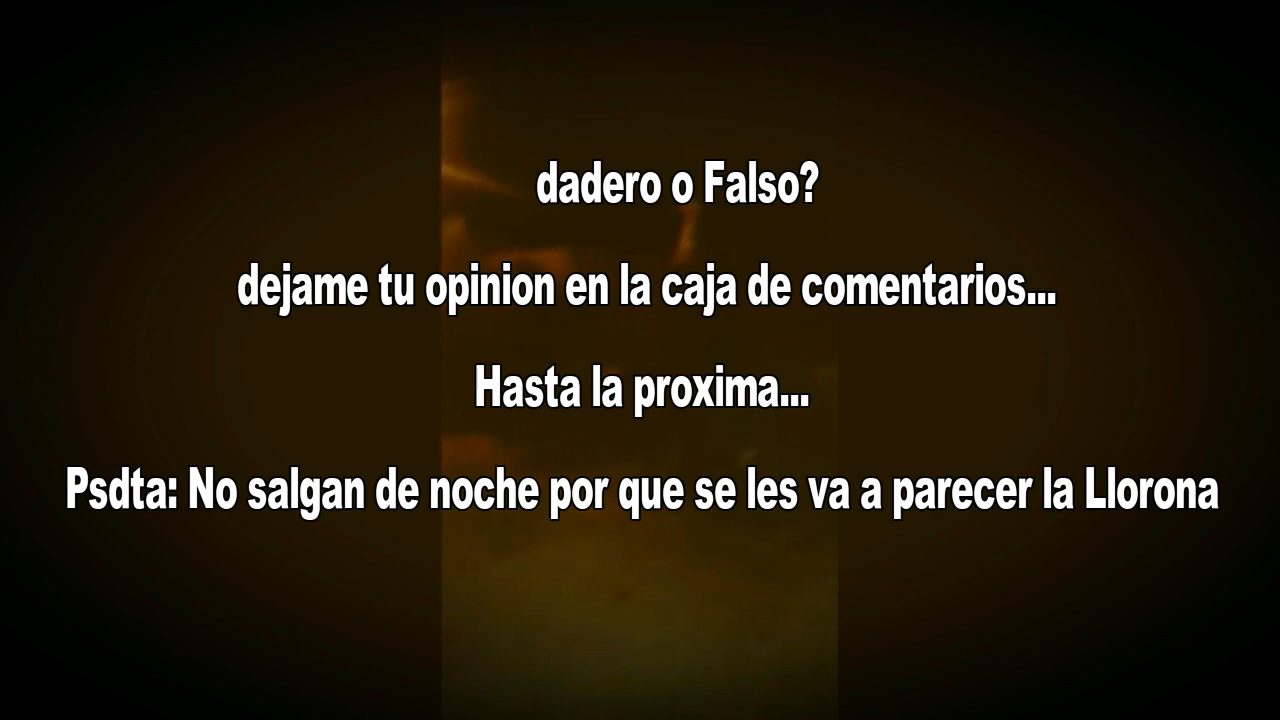 dadero o Falso?
dejame tu opinion en la caja de comentarios...
Hasta la proxima...
Psdta: No salgan de noche por que se les va a parecer la Llorona